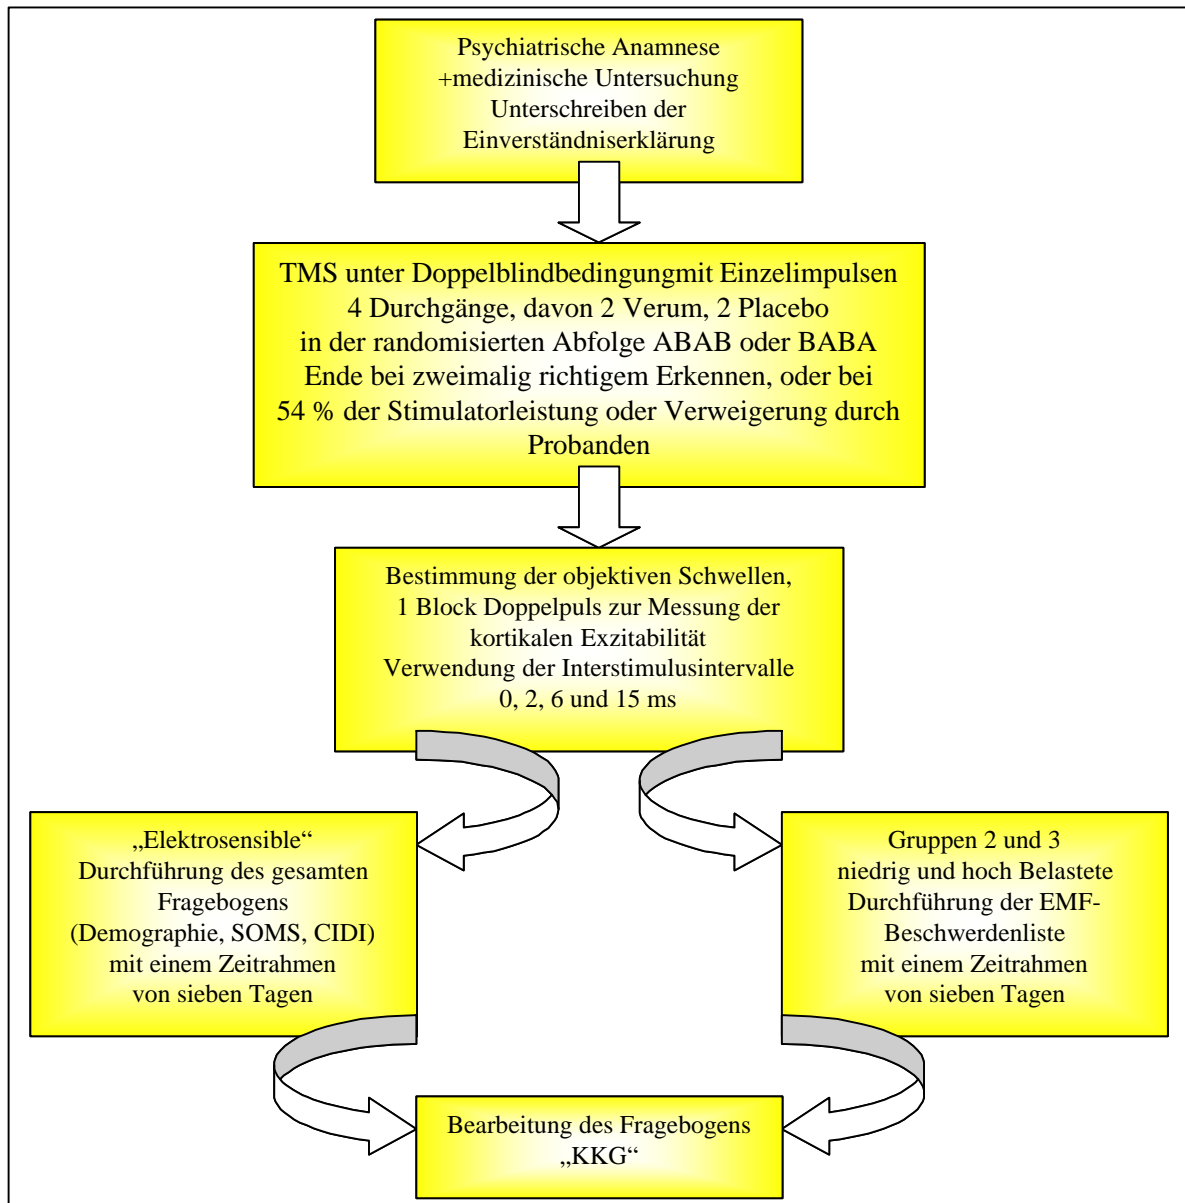 Psychiatrische Anamnese
+medizinische Untersuchung
Unterschreiben der
Einverständniserklärung
TMS unter Doppelblindbedingungmit Einzelimpulsen
4 Durchgänge, davon 2 Verum, 2 Placebo
in der randomisierten Abfolge ABAB oder BABA
Ende bei zweimalig richtigem Erkennen, oder bei
54 % der Stimulatorleistung oder Verweigerung durch
Probanden
Bestimmung der objektiven Schwellen,
1 Block Doppelpuls zur Messung der
kortikalen Exzitabilität
Verwendung der Interstimulusintervalle
0, 2, 6 und 15 ms
„Elektrosensible“
Durchführung des gesamten
Fragebogens
(Demographie, SOMS, CIDI)
mit einem Zeitrahmen
von sieben Tagen
Gruppen 2 und 3
niedrig und hoch Belastete
Durchführung der EMF-
Beschwerdenliste
mit einem Zeitrahmen
von sieben Tagen
Bearbeitung des Fragebogens
„KKG“